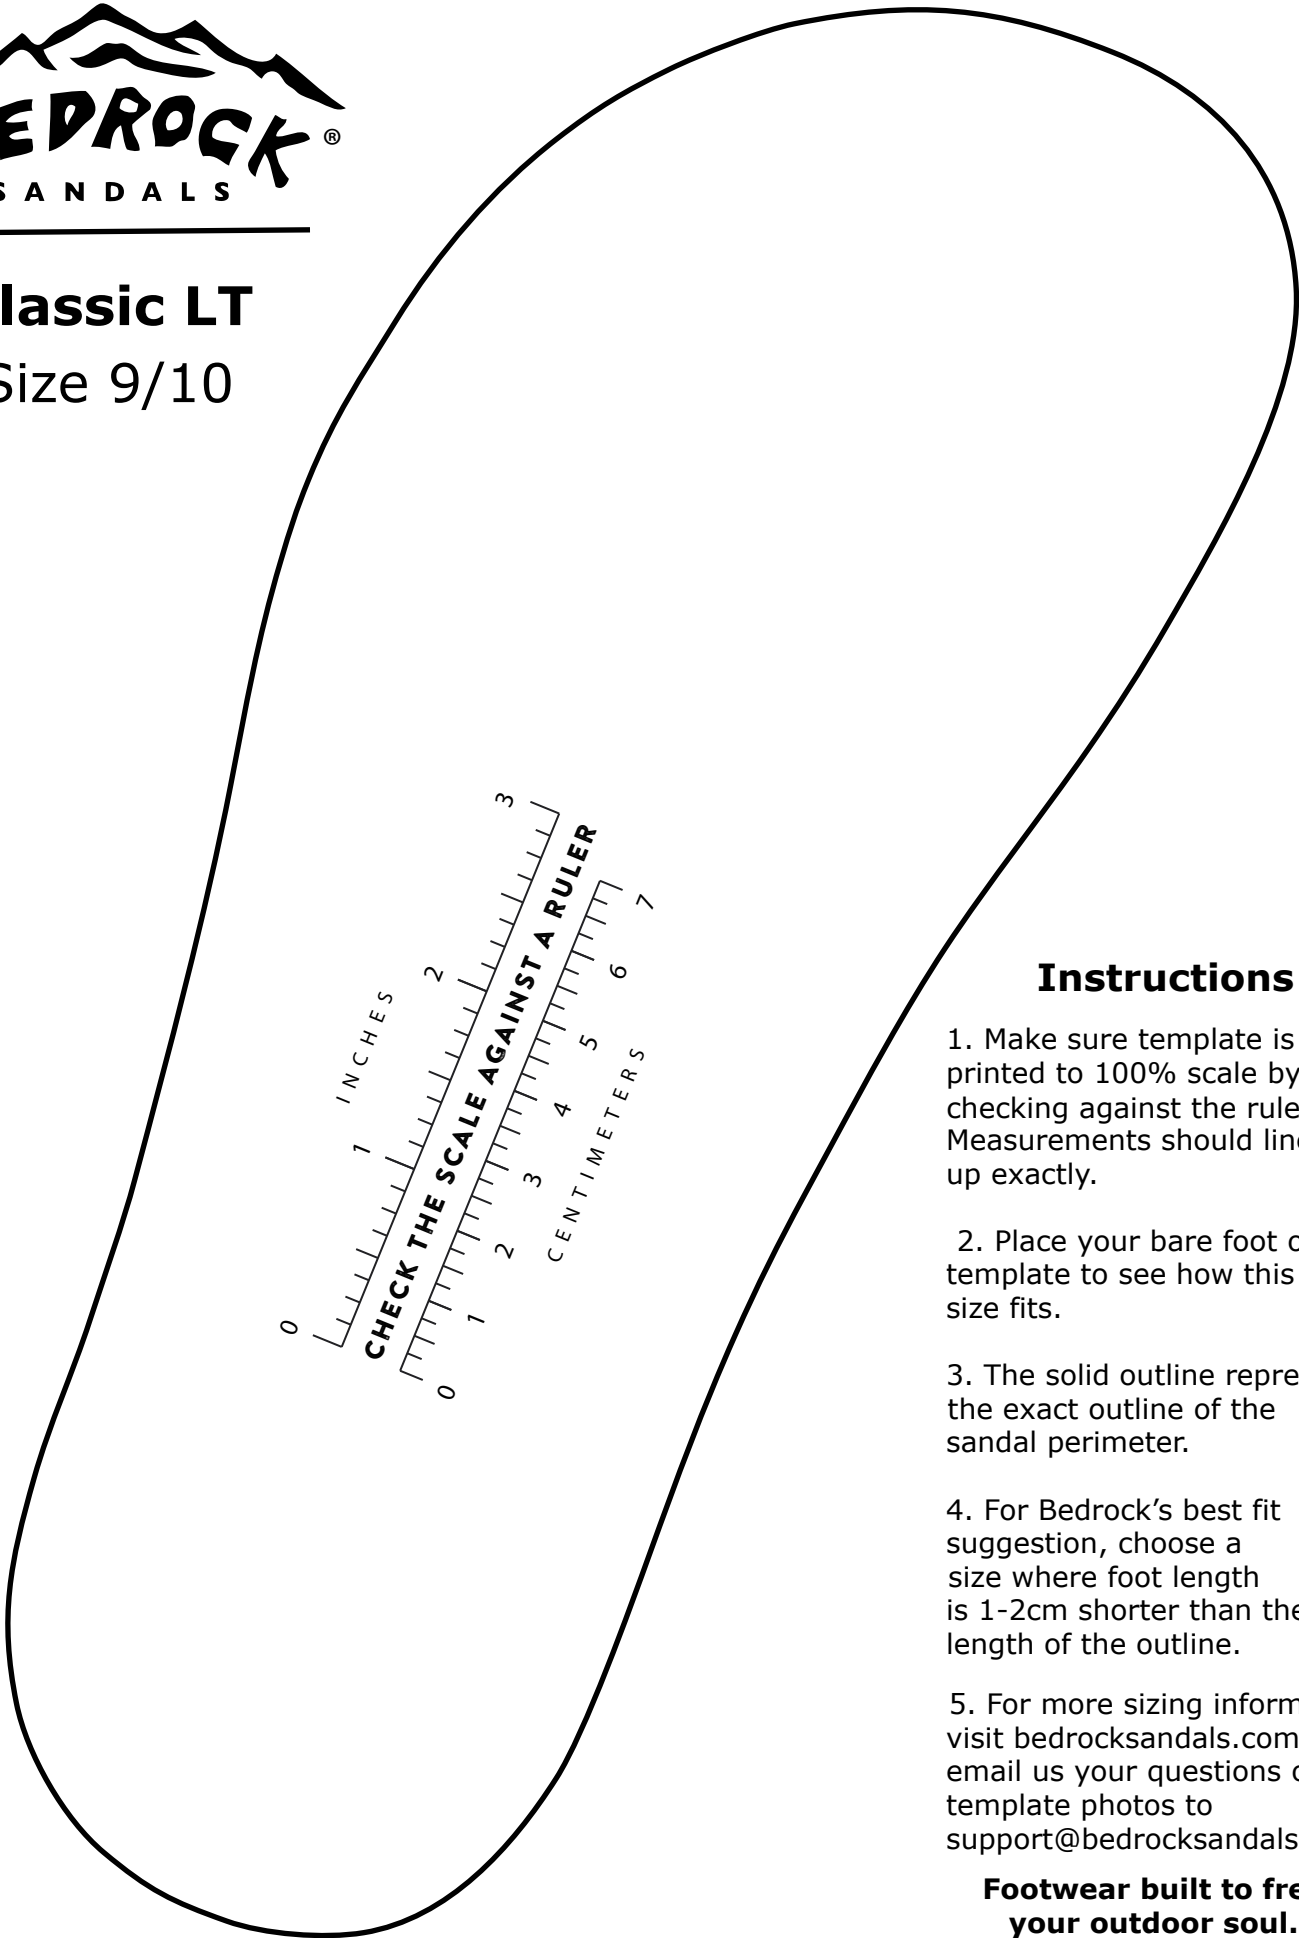 EDROCK®
SANDALS
lassic LT
Size 9/10
3
2
1
0
INCHES
CHECK THE SCALE AGAINST A RULER
7
6
5
4
3
2
1
0
CENTIMETERS
Instructions
1. Make sure template is
printed to 100% scale by
checking against the rule
Measurements should line
up exactly.
2. Place your bare foot o
template to see how this
size fits.
3. The solid outline repre
the exact outline of the
sandal perimeter.
4. For Bedrock’s best fit
suggestion, choose a
size where foot length
is 1-2cm shorter than the
length of the outline.
5. For more sizing inform
visit bedrocksandals.com
email us your questions o
template photos to
support@bedrocksandals
Footwear built to fre
your outdoor soul.